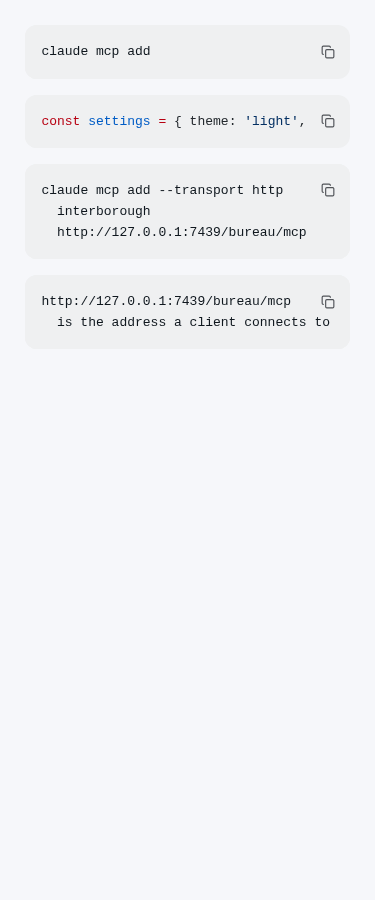 claude mcp add
const settings = { theme: 'light',
claude mcp add --transport http
interborough
http://127.0.0.1:7439/bureau/mcp
http://127.0.0.1:7439/bureau/mcp
is the address a client connects to